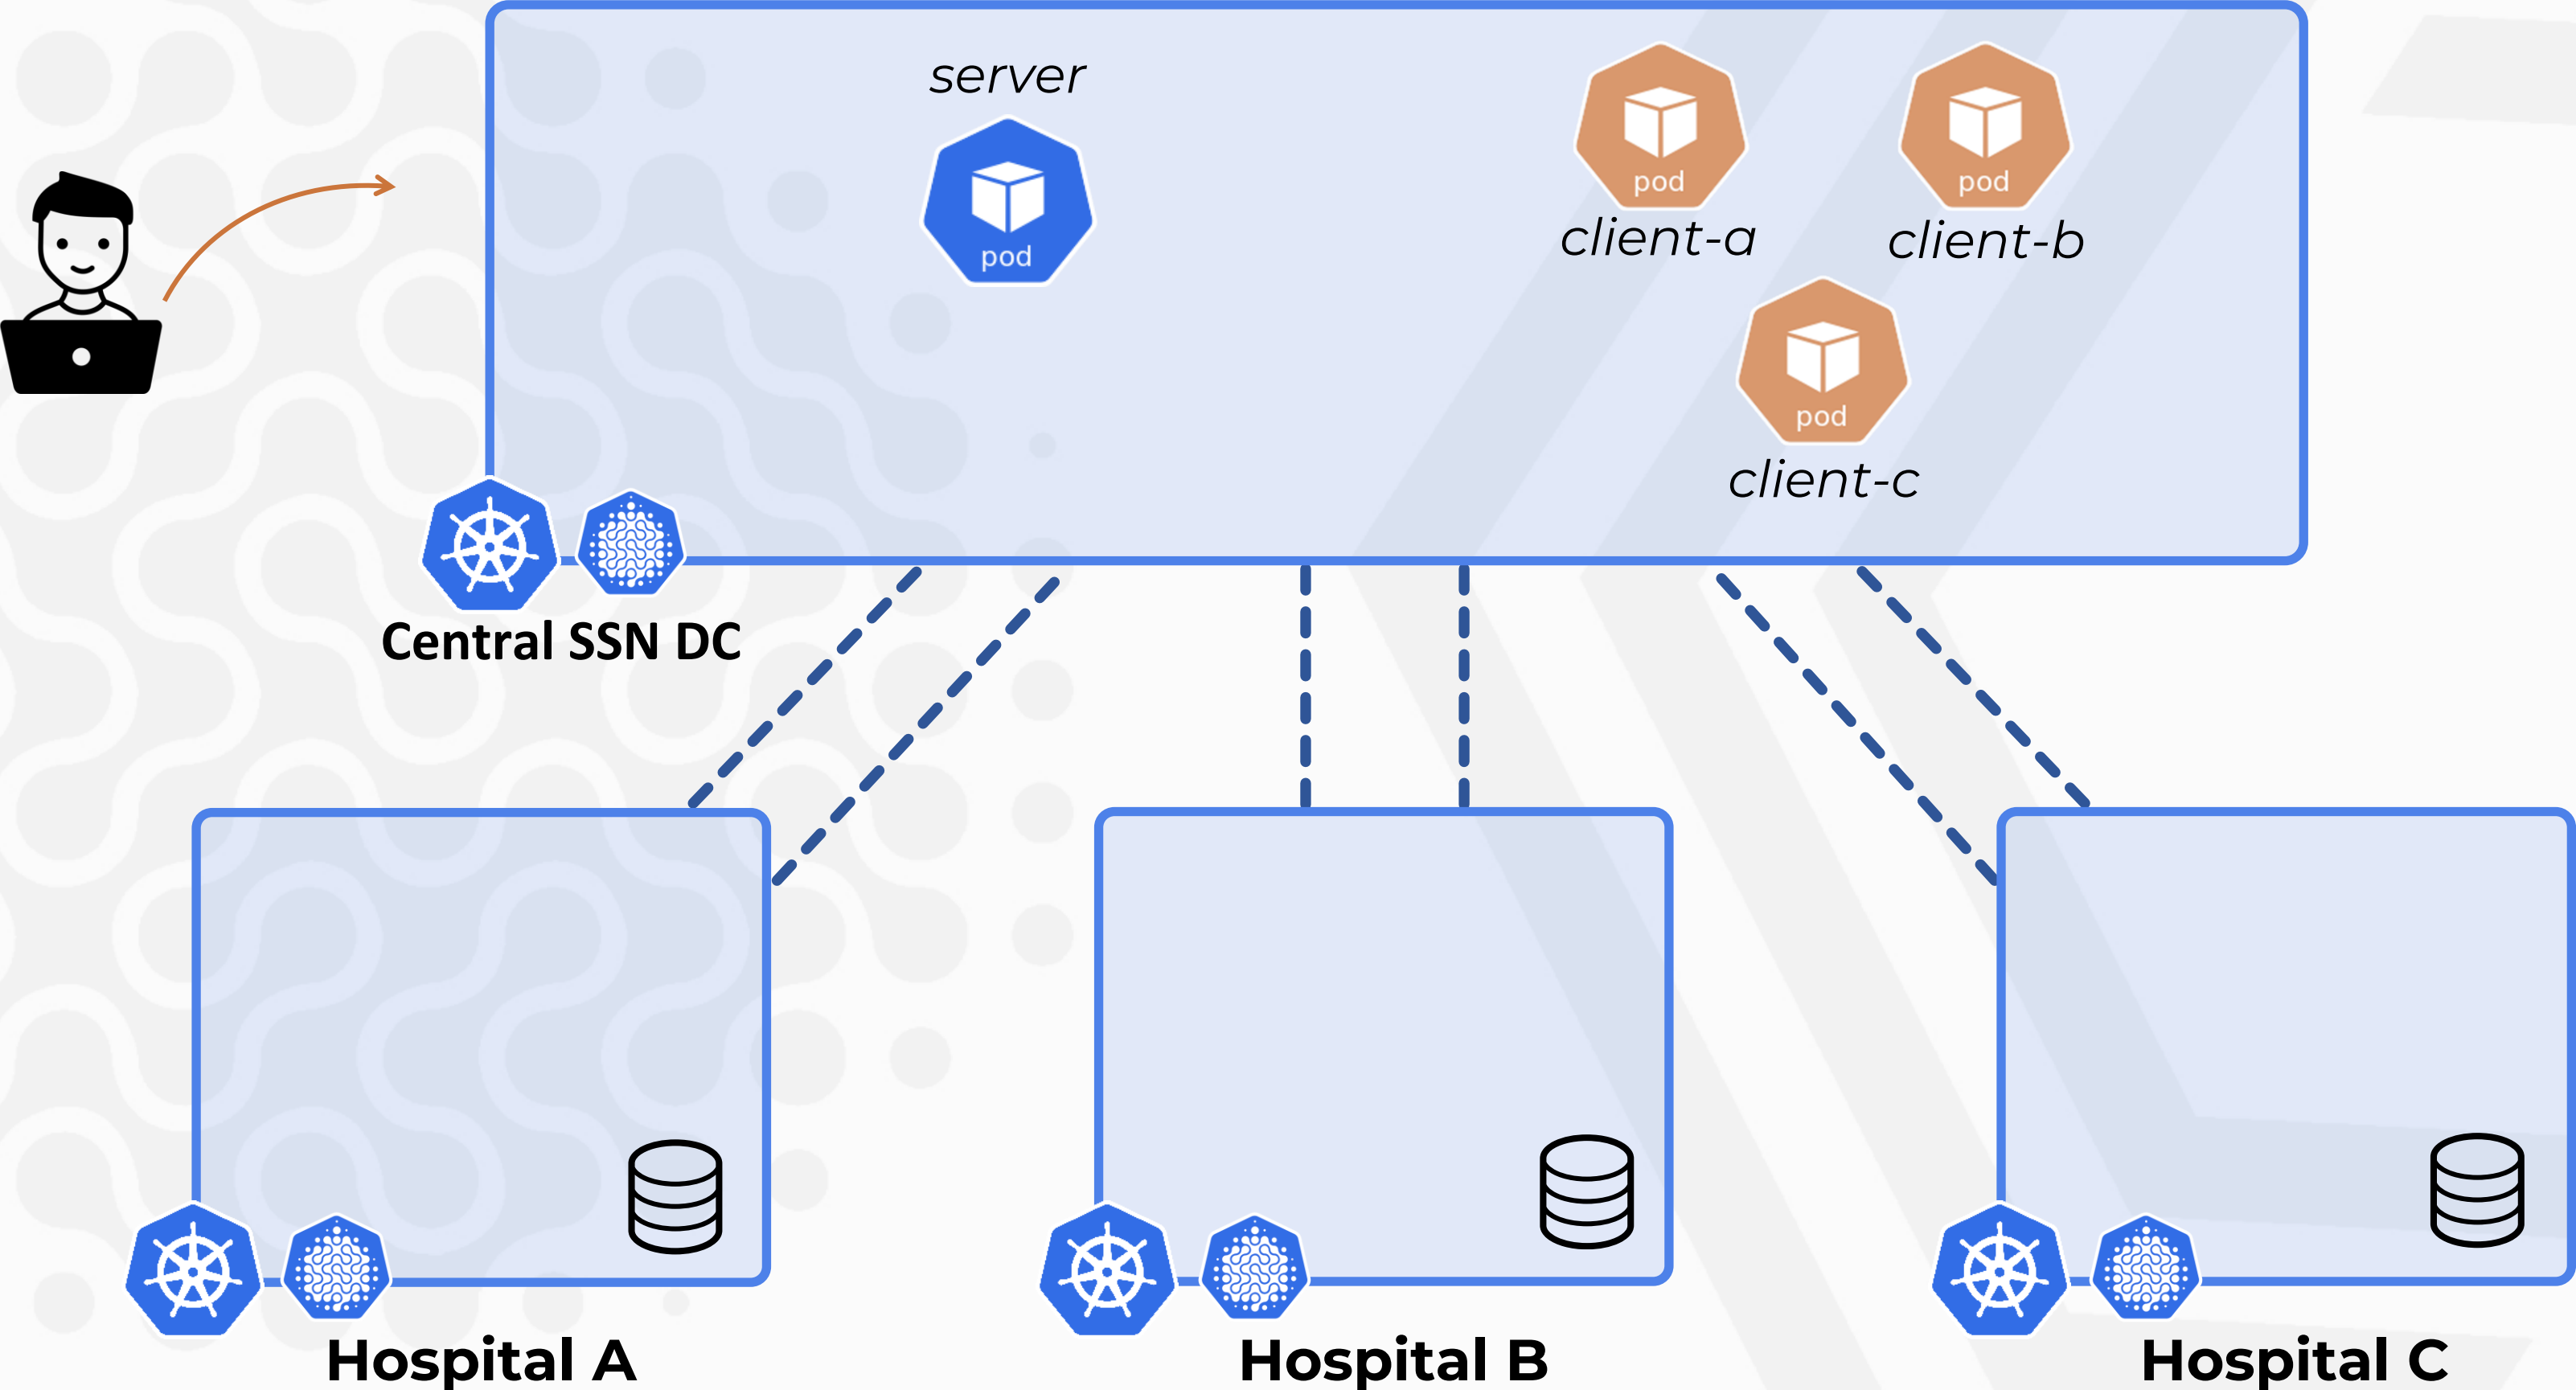 server
pod
pod
client-a
pod
client-b
pod
client-c
Central SSN DC
Hospital A
Hospital B
Hospital C